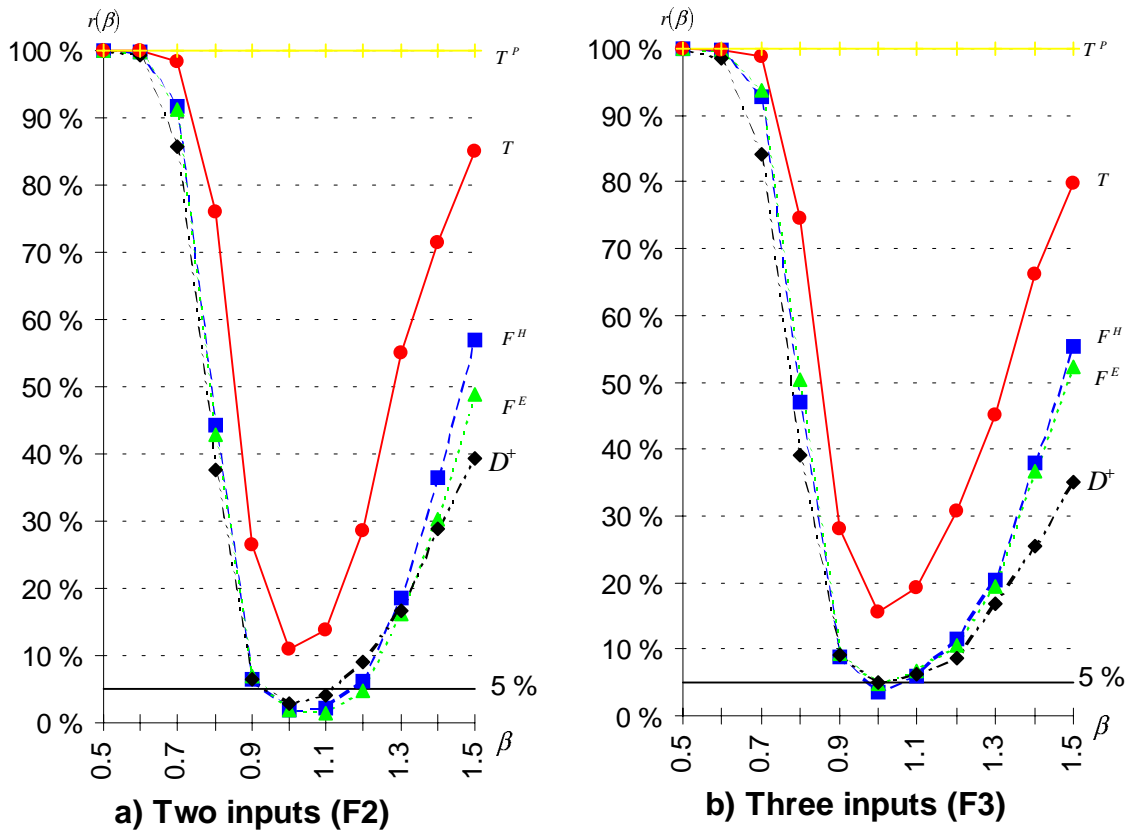 r(β)
100 %
90 %
80 %
70 %
60 %
50 %
40 %
30 %
20 %
10 %
0 %
T^P
T
F^H
F^E
D^+
5 %
β
0.5
0.7
0.9
1.1
1.3
1.5
a) Two inputs (F2)
r(β)
100 %
90 %
80 %
70 %
60 %
50 %
40 %
30 %
20 %
10 %
0 %
T^P
T
F^H
F^E
D^+
5 %
β
0.5
0.7
0.9
1.1
1.3
1.5
b) Three inputs (F3)